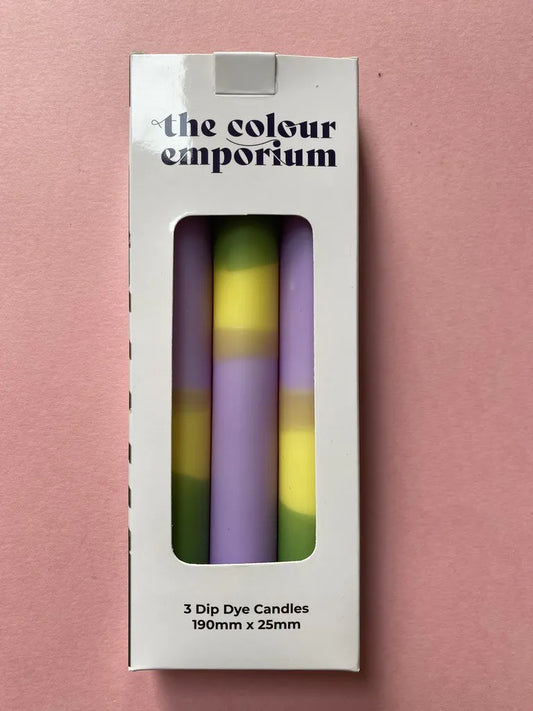 the colour
emporium
3 Dip Dye Candles
190mm x 25mm